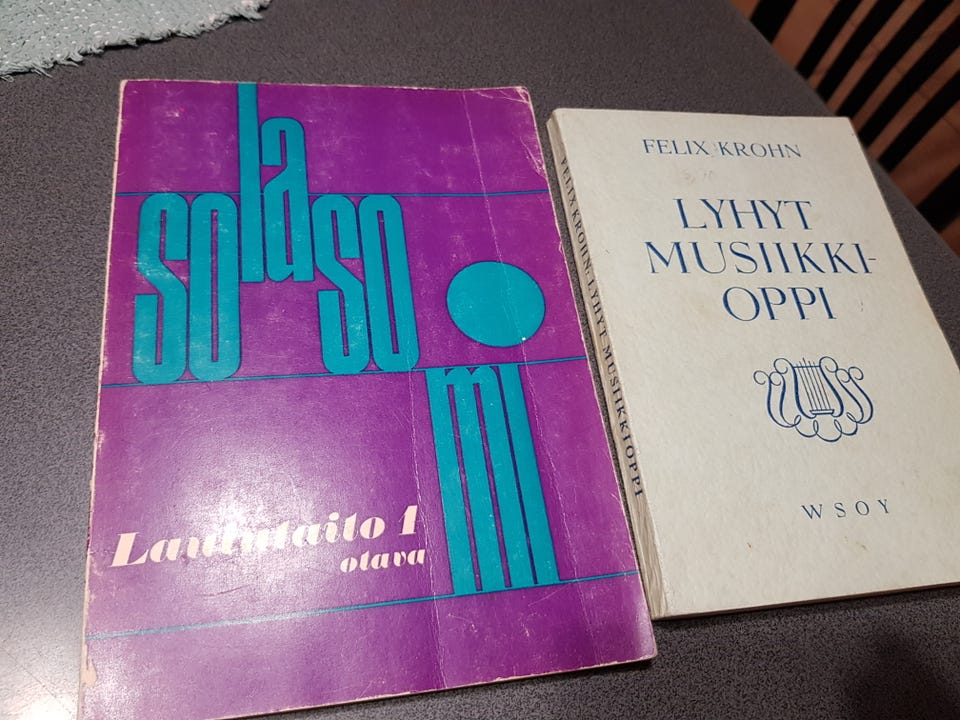 so la so mi
Laulutaito 1
otava
FELIX KROHN
LYHYT
MUSIIKKI-
OPPI
WSOY
FELIX KROHN: LYHYT MUSIIKKIOPPI